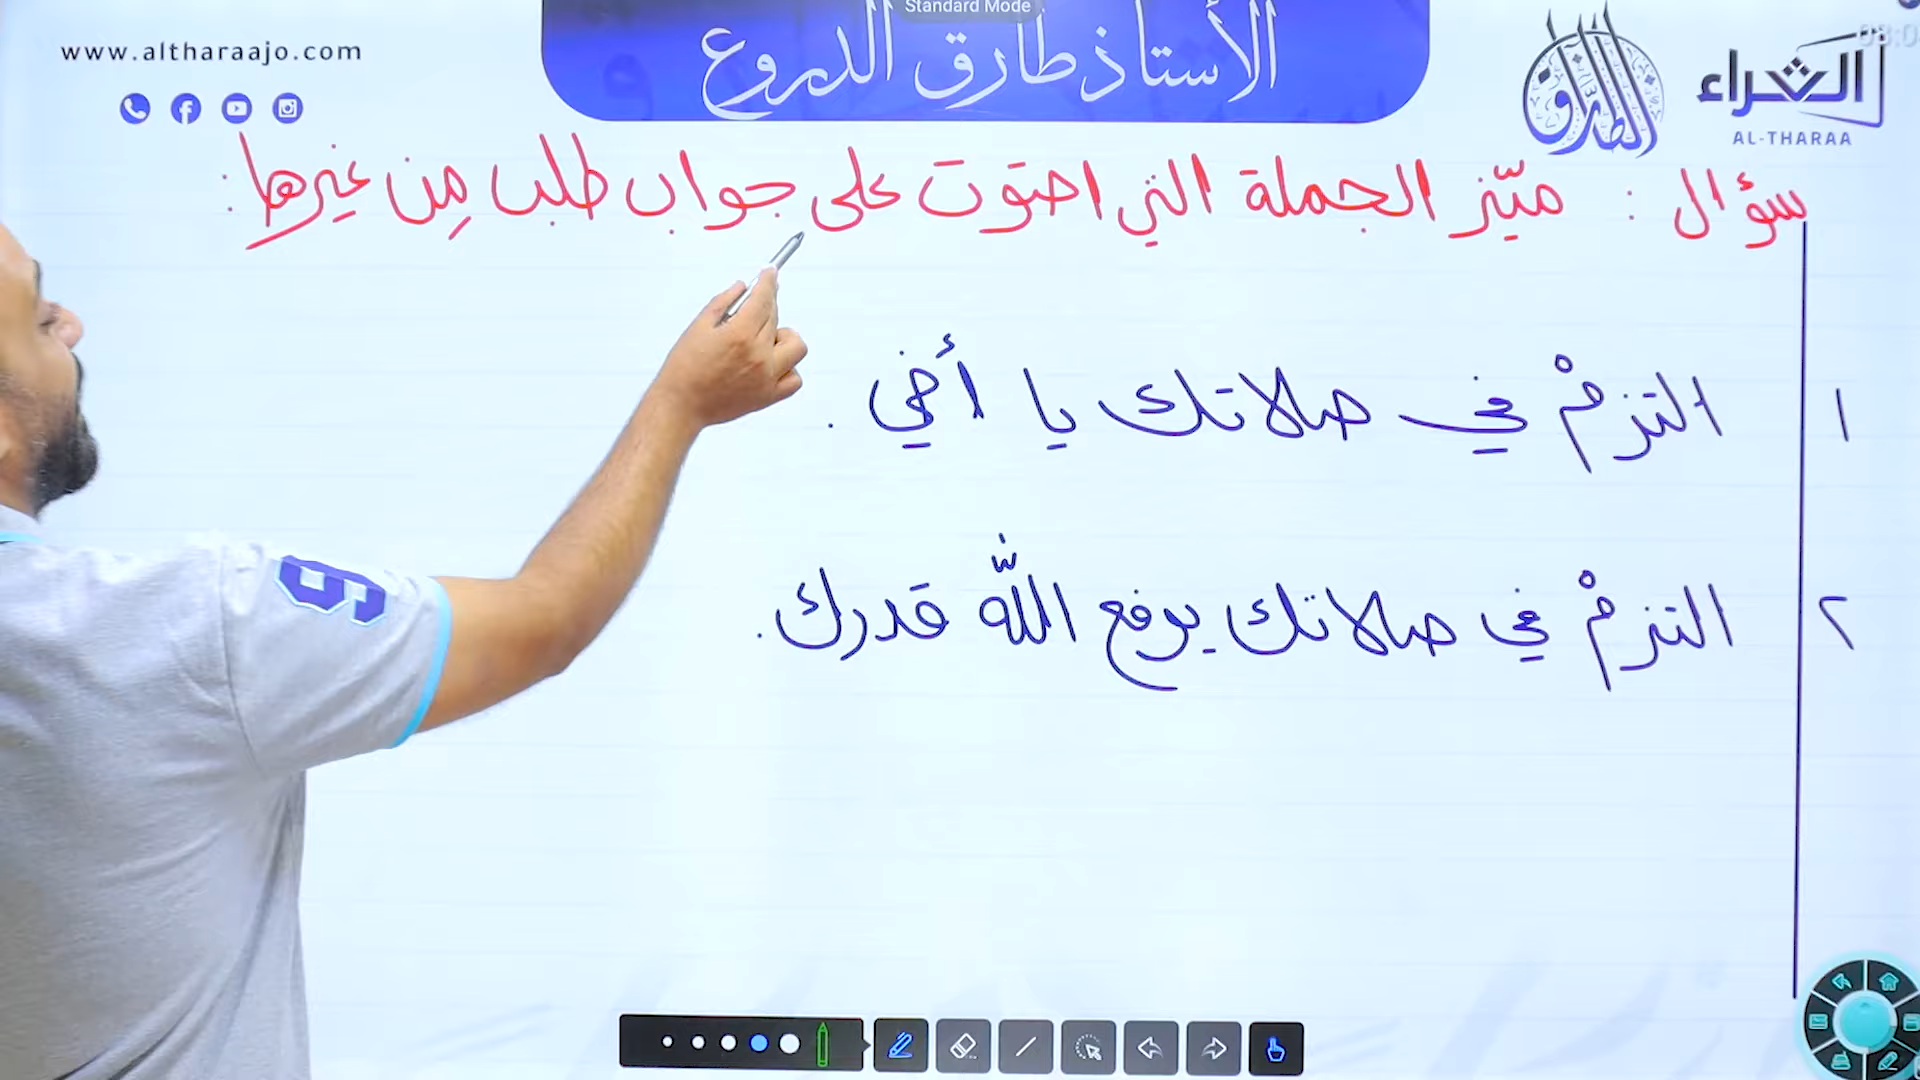 Standard Mode
www.altharaajo.com
الأستاذ طارق الدروع
الثراء
AL-THARAA
سؤال : ميّز الجملة التي احتوت على جواب طلب مِن غيرها :
١ التزمْ في صلاتك يا أخي .
٢ التزمْ في صلاتك يرفع الله قدرك .
9